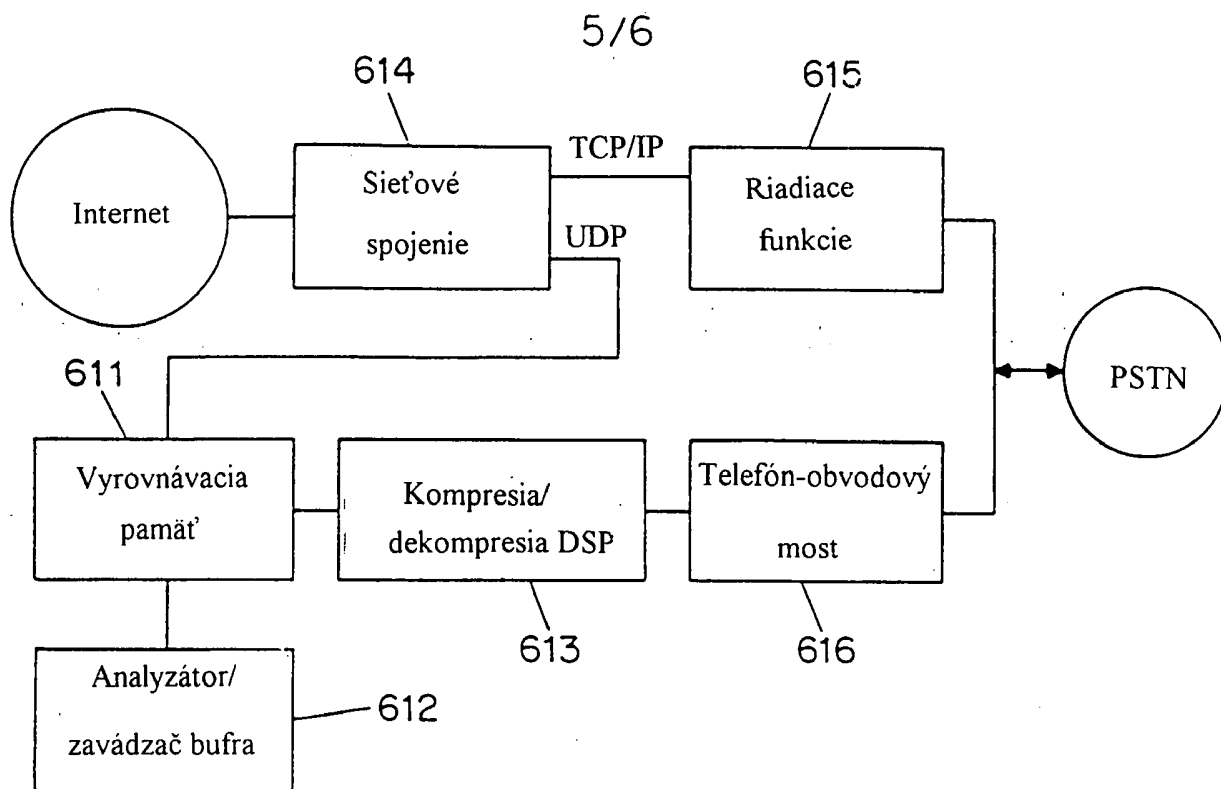 5/6
614
615
TCP/IP
Internet
Sieťové
spojenie
UDP
Riadiace
funkcie
PSTN
611
Vyrovnávacia
pamäť
Kompresia/
dekompresia DSP
Telefón-obvodový
most
613
616
Analyzátor/
zavádzač bufra
612